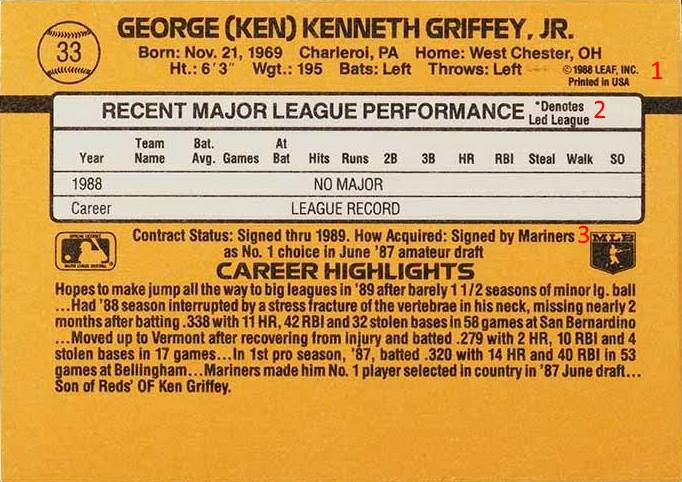 33
GEORGE (KEN) KENNETH GRIFFEY, JR.
Born: Nov. 21, 1969 Charleroi, PA Home: West Chester, OH
Ht.: 6'3" Wgt.: 195 Bats: Left Throws: Left © 1988 LEAF, INC. 1
Printed in USA
RECENT MAJOR LEAGUE PERFORMANCE *Denotes Led League 2
Year Team Name Bat. Avg. Games At Bat Hits Runs 2B 3B HR RBI Steal Walk SO
1988 NO MAJOR
Career LEAGUE RECORD
Contract Status: Signed thru 1989. How Acquired: Signed by Mariners 3 MLB
as No. 1 choice in June '87 amateur draft
CAREER HIGHLIGHTS
Hopes to make jump all the way to big leagues in '89 after barely 1 1/2 seasons of minor lg. ball
...Had '88 season interrupted by a stress fracture of the vertebrae in his neck, missing nearly 2
months after batting .338 with 11 HR, 42 RBI and 32 stolen bases in 58 games at San Bernardino
...Moved up to Vermont after recovering from injury and batted .279 with 2 HR, 10 RBI and 4
stolen bases in 17 games...In 1st pro season, '87, batted .320 with 14 HR and 40 RBI in 53
games at Bellingham...Mariners made him No. 1 player selected in country in '87 June draft...
Son of Reds' OF Ken Griffey.